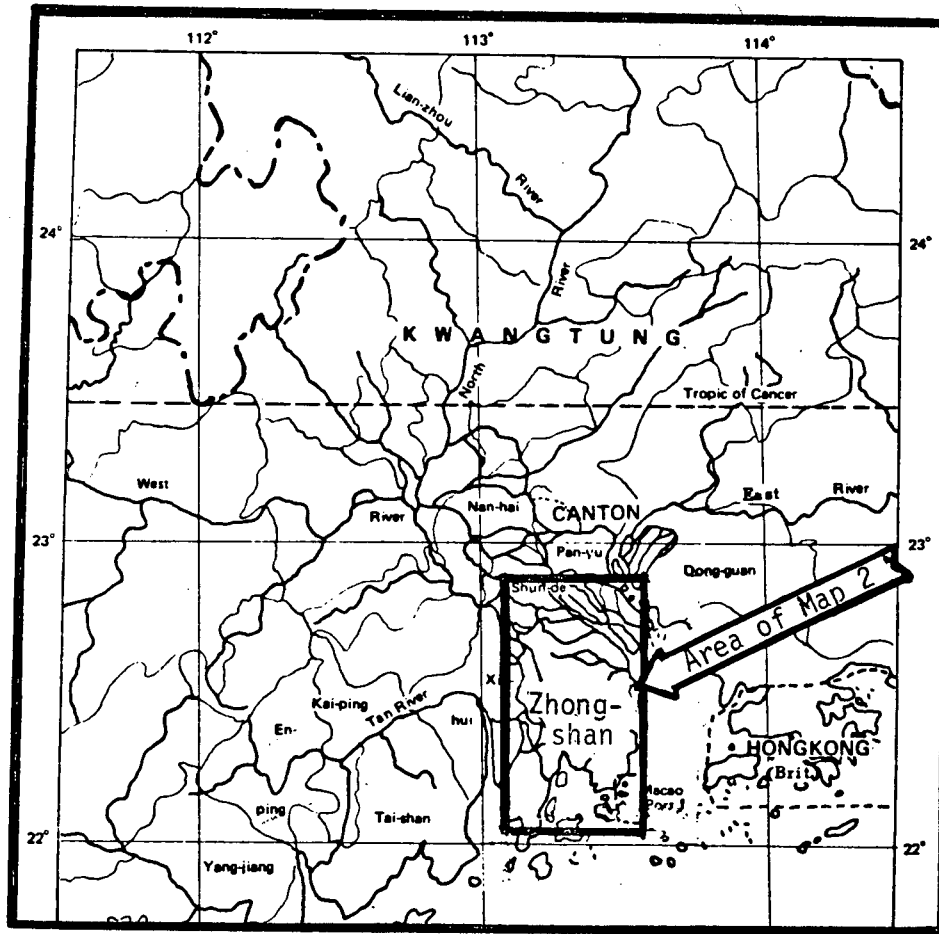 112°
113°
114°
Lian-zhou
River
24°
24°
River
KWANGTUNG
North
Tropic of Cancer
West
River
Nan-hai
CANTON
East
River
23°
23°
Pan-yu
Dong-guan
Shun-de
Area of Map 2
Kai-ping
Tan River
En-
hui
Zhong-
shan
HONGKONG
(Brit.)
Macao
ping
Tai-shan
22°
22°
Yang-jiang